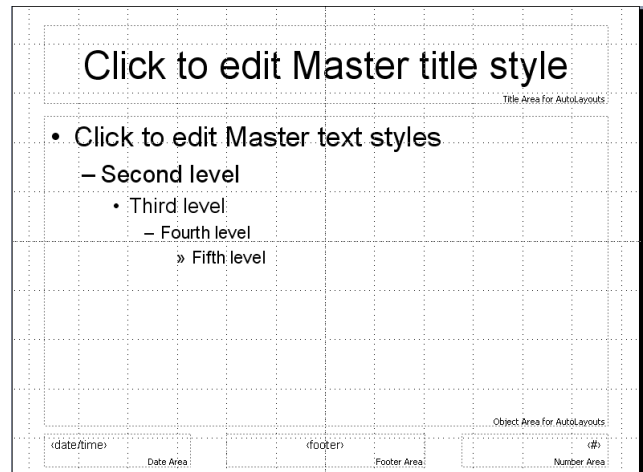 Click to edit Master title style
Title Area for AutoLayouts
• Click to edit Master text styles
– Second level
• Third level
– Fourth level
» Fifth level
Object Area for AutoLayouts
‹date/time› ‹footer› ‹#›
Date Area Footer Area Number Area